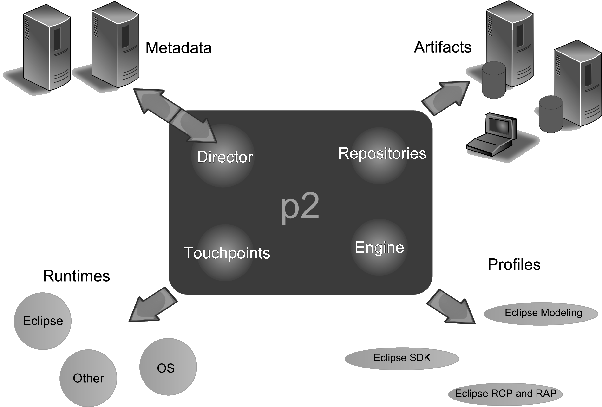 Metadata
Artifacts
Director
Repositories
p2
Touchpoints
Engine
Runtimes
Profiles
Eclipse
Other
OS
Eclipse Modeling
Eclipse SDK
Eclipse RCP and RAP